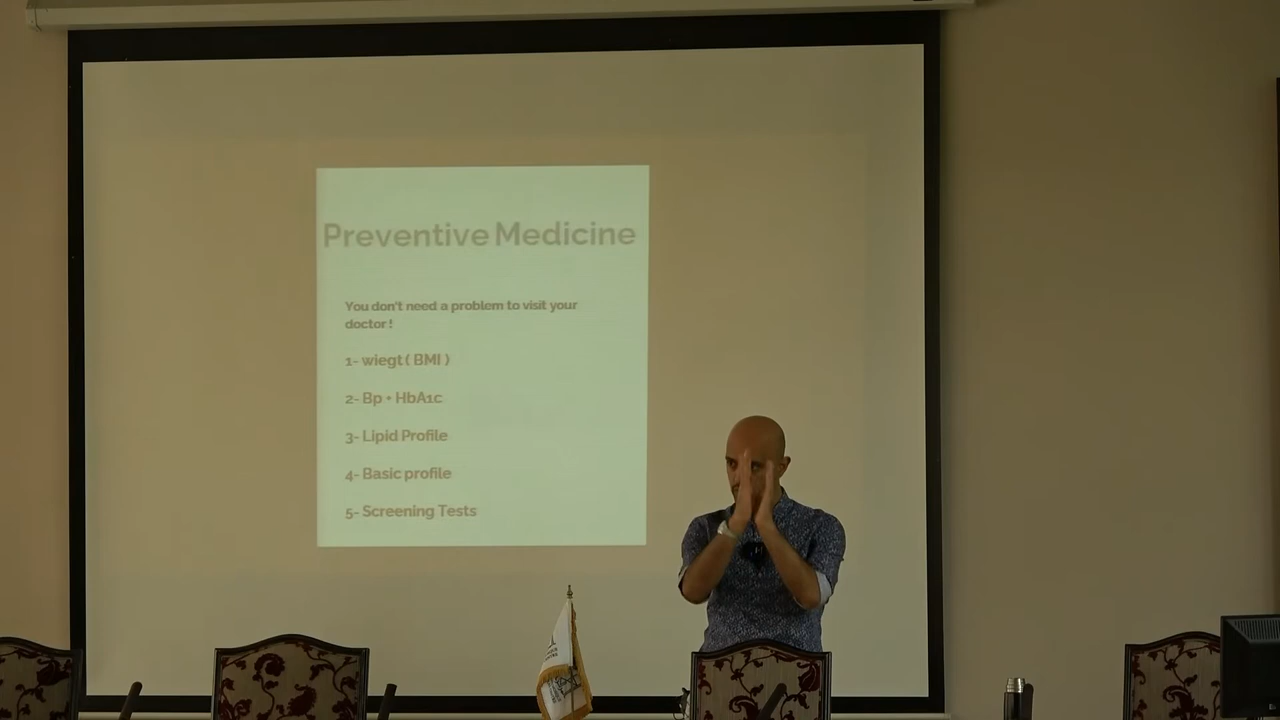 Preventive Medicine
You don't need a problem to visit your
doctor !
1- wiegt ( BMI )
2- Bp + HbA1c
3- Lipid Profile
4- Basic profile
5- Screening Tests